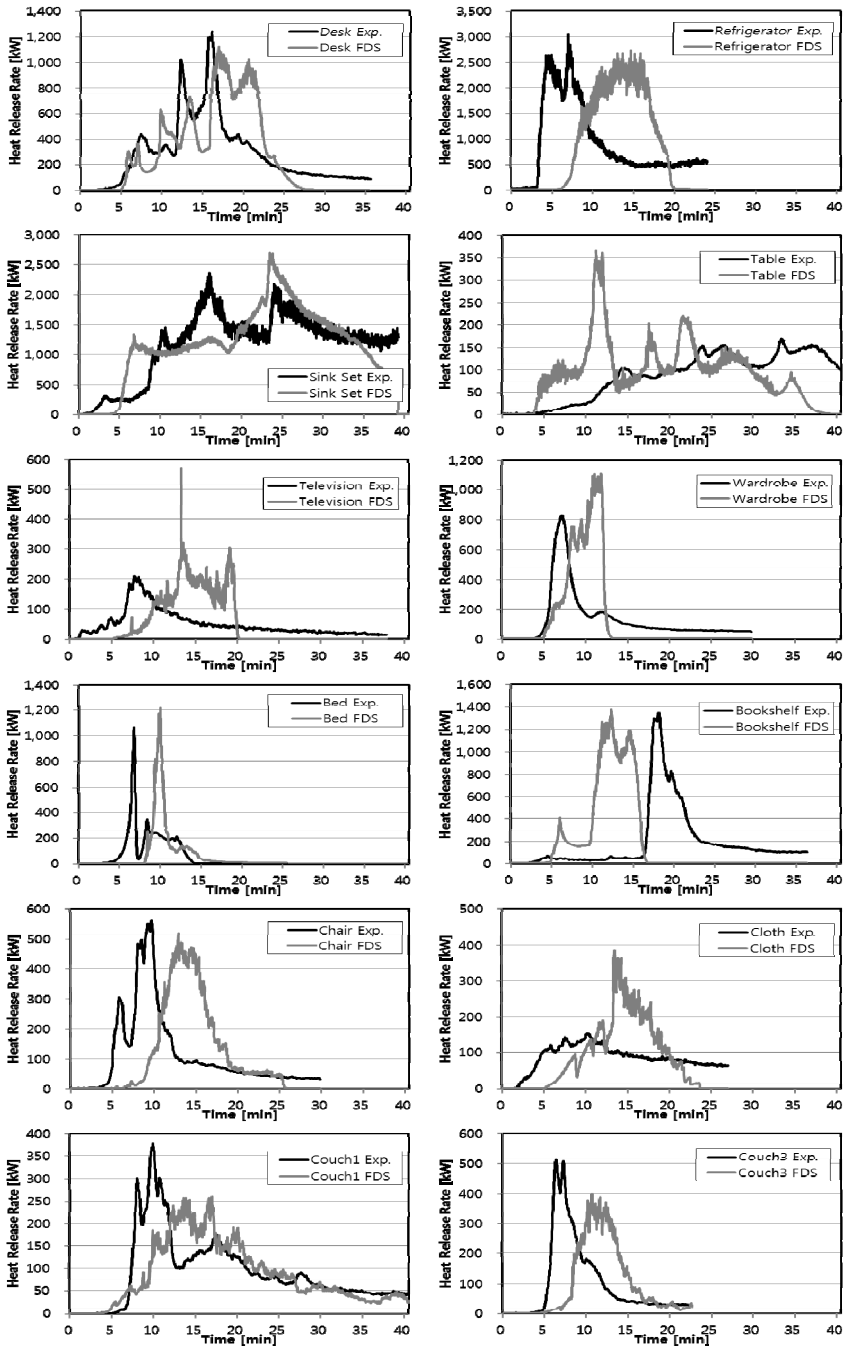 1,400
1,200
1,000
800
600
400
200
0
Heat Release Rate [kW]
Desk Exp.
Desk FDS
0 5 10 15 20 25 30 35 40
Time [min]
3,500
3,000
2,500
2,000
1,500
1,000
500
0
Heat Release Rate [kW]
Refrigerator Exp.
Refrigerator FDS
0 5 10 15 20 25 30 35 40
Time [min]
3,000
2,500
2,000
1,500
1,000
500
0
Heat Release Rate [kW]
Sink Set Exp.
Sink Set FDS
0 5 10 15 20 25 30 35 40
Time [min]
400
350
300
250
200
150
100
50
0
Heat Release Rate [kW]
Table Exp.
Table FDS
0 5 10 15 20 25 30 35 40
Time [min]
600
500
400
300
200
100
0
Heat Release Rate [kW]
Television Exp.
Television FDS
0 5 10 15 20 25 30 35 40
Time [min]
1,200
1,000
800
600
400
200
0
Heat Release Rate [kW]
Wardrobe Exp.
Wardrobe FDS
0 5 10 15 20 25 30 35 40
Time [min]
1,400
1,200
1,000
800
600
400
200
0
Heat Release Rate [kW]
Bed Exp.
Bed FDS
0 5 10 15 20 25 30 35 40
Time [min]
1,600
1,400
1,200
1,000
800
600
400
200
0
Heat Release Rate [kW]
Bookshelf Exp.
Bookshelf FDS
0 5 10 15 20 25 30 35 40
Time [min]
600
500
400
300
200
100
0
Heat Release Rate [kW]
Chair Exp.
Chair FDS
0 5 10 15 20 25 30 35 40
Time [min]
500
400
300
200
100
0
Heat Release Rate [kW]
Cloth Exp.
Cloth FDS
0 5 10 15 20 25 30 35 40
Time [min]
400
350
300
250
200
150
100
50
0
Heat Release Rate [kW]
Couch1 Exp.
Couch1 FDS
0 5 10 15 20 25 30 35 40
Time [min]
600
500
400
300
200
100
0
Heat Release Rate [kW]
Couch3 Exp.
Couch3 FDS
0 5 10 15 20 25 30 35 40
Time [min]